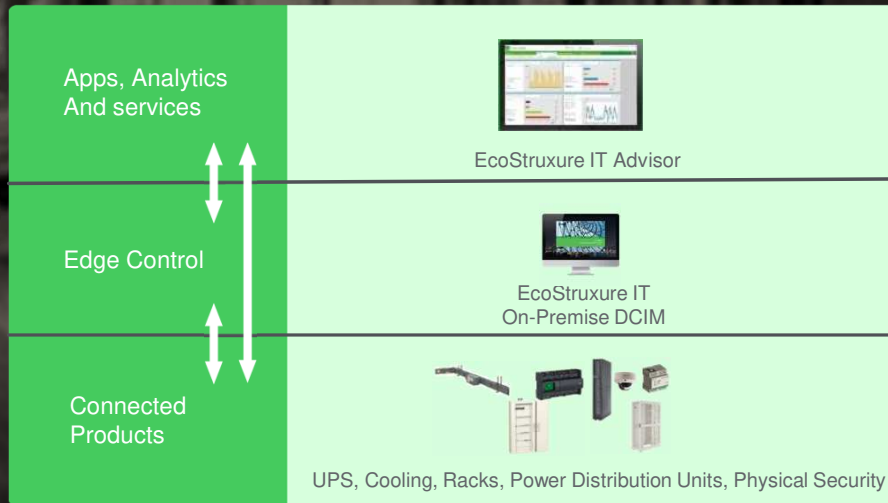 Apps, Analytics
And services
EcoStruxure IT Advisor
Edge Control
EcoStruxure IT
On-Premise DCIM
Connected
Products
UPS, Cooling, Racks, Power Distribution Units, Physical Security